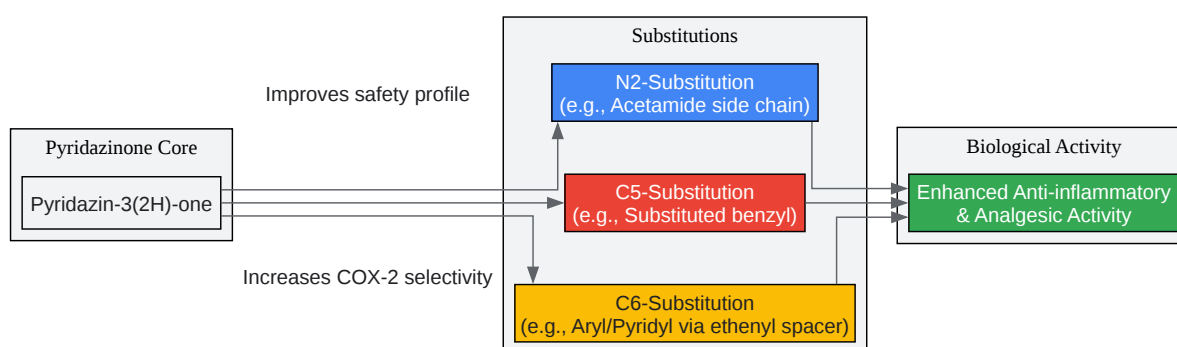 Substitutions
N2-Substitution
(e.g., Acetamide side chain)
Improves safety profile
Pyridazinone Core
Pyridazin-3(2H)-one
C5-Substitution
(e.g., Substituted benzyl)
Biological Activity
Enhanced Anti-inflammatory
& Analgesic Activity
Increases COX-2 selectivity
C6-Substitution
(e.g., Aryl/Pyridyl via ethenyl spacer)